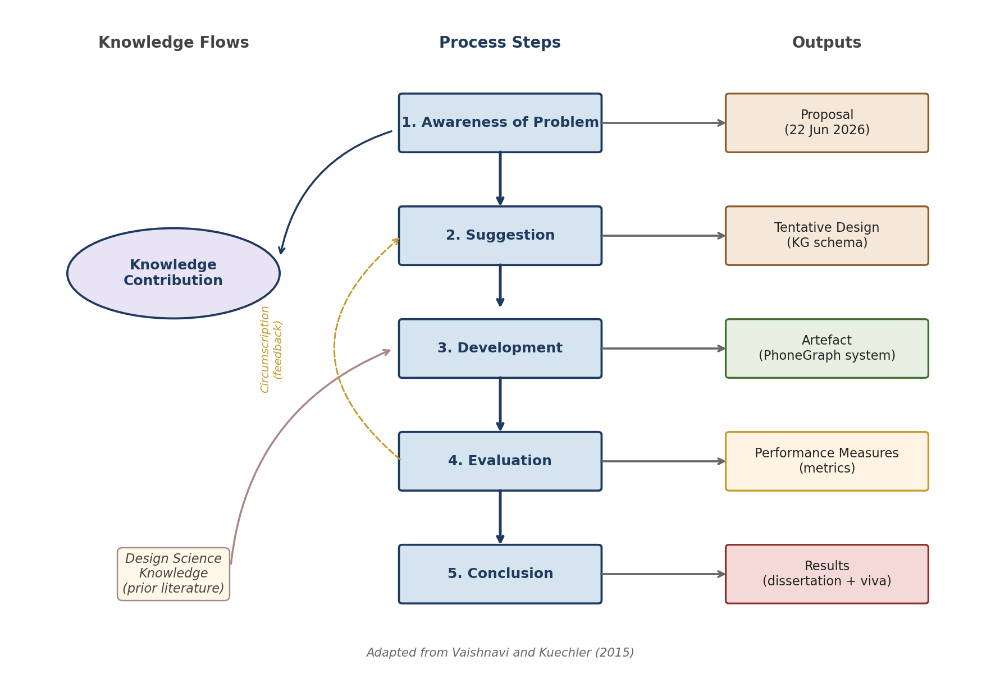 Knowledge Flows
Process Steps
Outputs
1. Awareness of Problem
Proposal
(22 Jun 2026)
2. Suggestion
Tentative Design
(KG schema)
Knowledge
Contribution
Circumscription
(feedback)
3. Development
Artefact
(PhoneGraph system)
4. Evaluation
Performance Measures
(metrics)
Design Science
Knowledge
(prior literature)
5. Conclusion
Results
(dissertation + viva)
Adapted from Vaishnavi and Kuechler (2015)